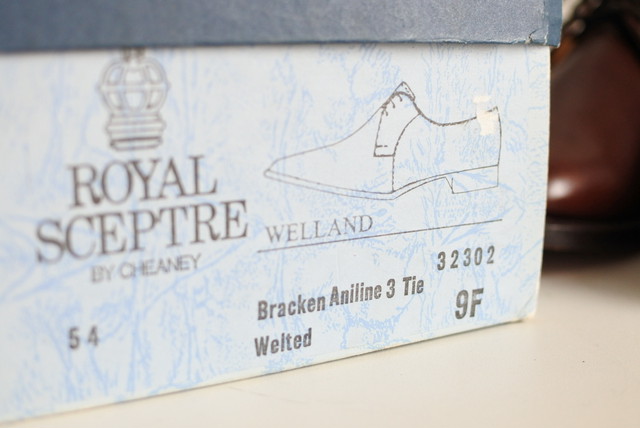 ROYAL
SCEPTRE
BY CHEANEY
54
WELLAND
32302
Bracken Aniline 3 Tie
9F
Welted